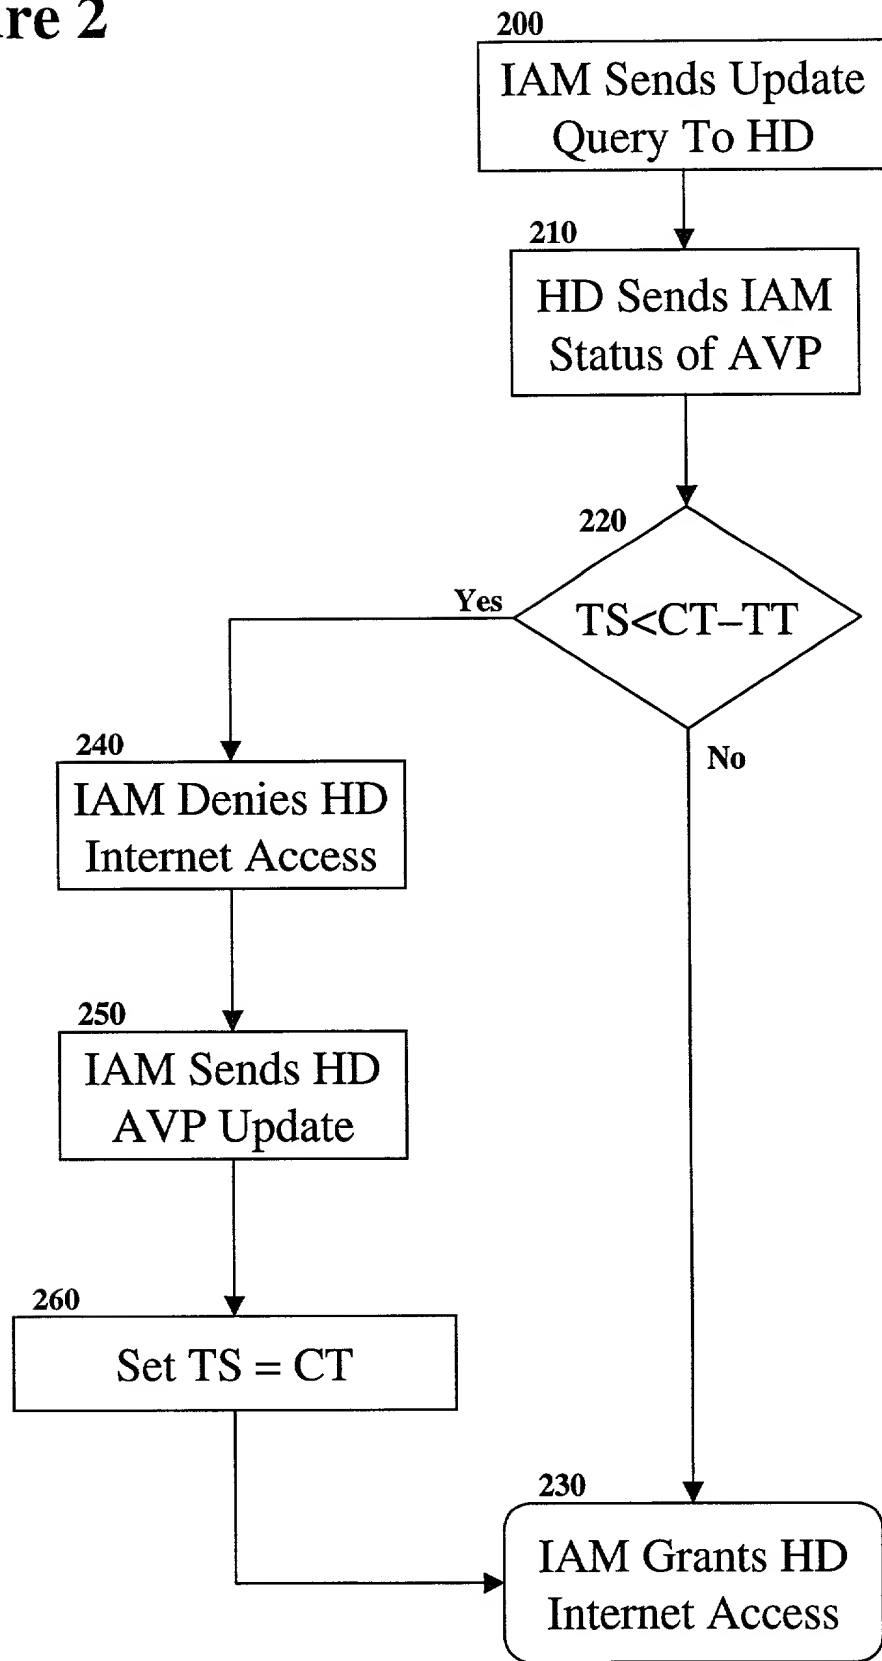 re 2
200
IAM Sends Update
Query To HD
210
HD Sends IAM
Status of AVP
220
TS<CT–TT
Yes
No
240
IAM Denies HD
Internet Access
250
IAM Sends HD
AVP Update
260
Set TS = CT
230
IAM Grants HD
Internet Access